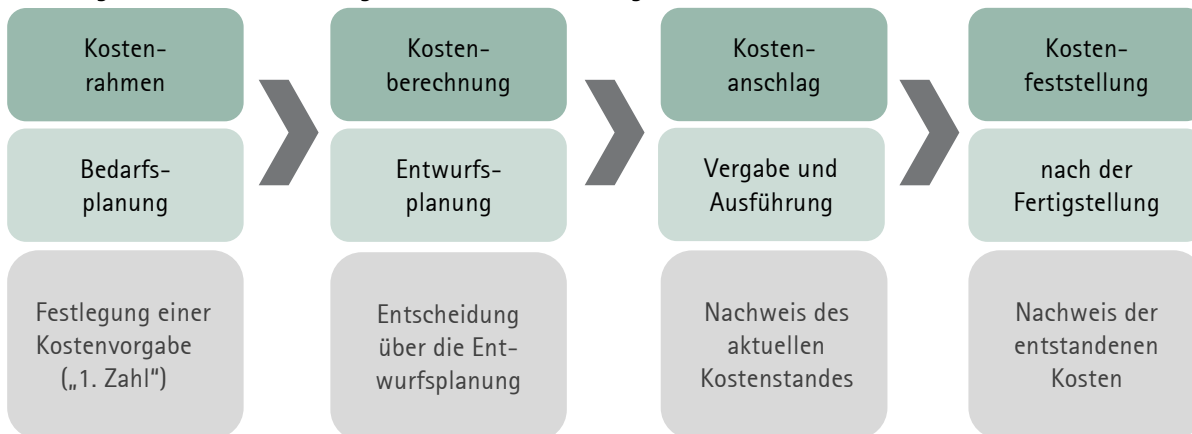 Kosten-
rahmen
Kosten-
berechnung
Kosten-
anschlag
Kosten-
feststellung
Bedarfs-
planung
Entwurfs-
planung
Vergabe und
Ausführung
nach der
Fertigstellung
Festlegung einer
Kostenvorgabe
(„1. Zahl“)
Entscheidung
über die Ent-
wurfsplanung
Nachweis des
aktuellen
Kostenstandes
Nachweis der
entstandenen
Kosten